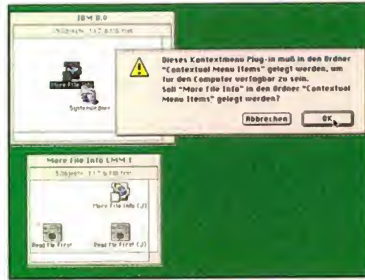 IBM 8.0
More File Info
Systemordner
Dieses Kontextmenü Plug-in muß in den Ordner
"Contextual Menu Items" gelegt werden, um
für den Computer verfügbar zu sein.
Soll "More File Info" in den Ordner "Contextual
Menu Items" gelegt werden?
Abbrechen
OK
More File Info CMM f
More File Info (J)
Read Me First
Read Me First (J)